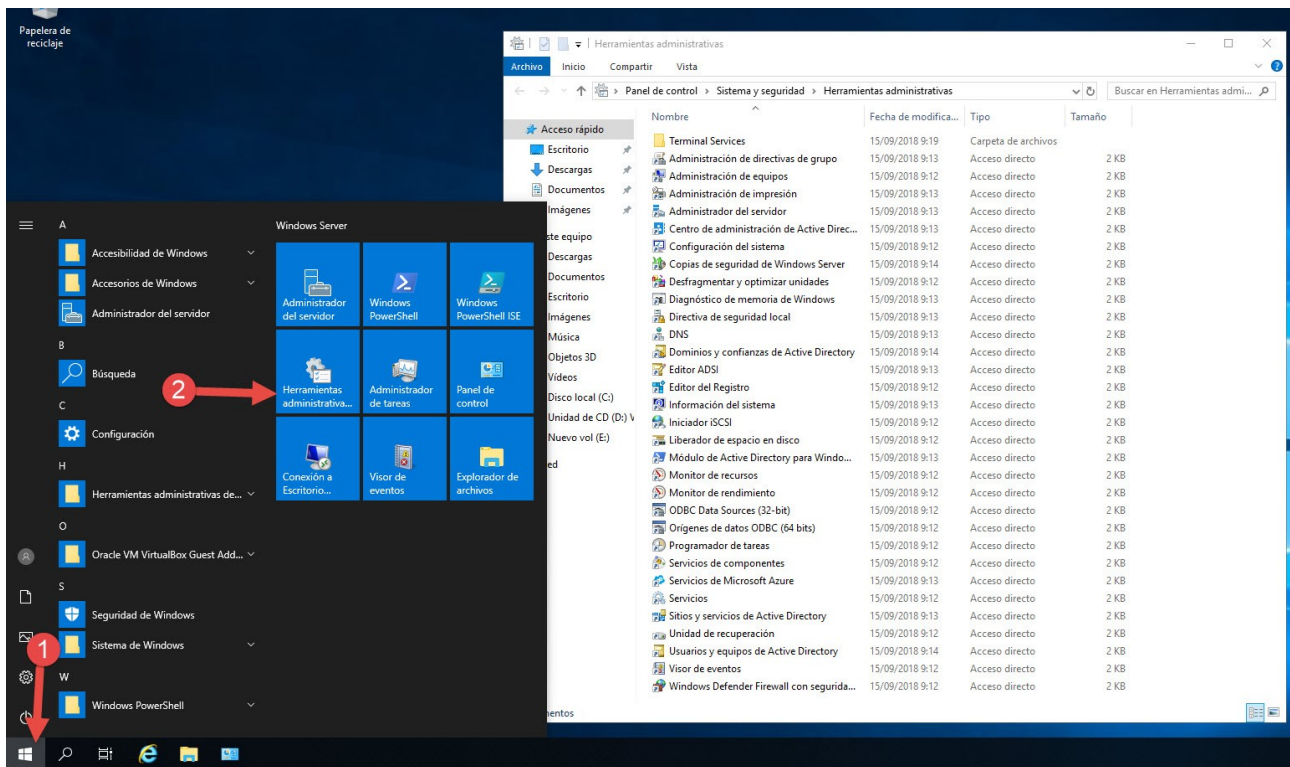 Papelera de
reciclaje
Herramientas administrativas
Archivo Inicio Compartir Vista
Panel de control › Sistema y seguridad › Herramientas administrativas
Buscar en Herramientas admi...
Nombre Fecha de modifica... Tipo Tamaño
Acceso rápido
Escritorio
Descargas
Documentos
Imágenes
ste equipo
Descargas
Documentos
Escritorio
Imágenes
Música
Objetos 3D
Vídeos
Disco local (C:)
Unidad de CD (D:) V
Nuevo vol (E:)
ed
Terminal Services 15/09/2018 9:19 Carpeta de archivos
Administración de directivas de grupo 15/09/2018 9:13 Acceso directo 2 KB
Administración de equipos 15/09/2018 9:12 Acceso directo 2 KB
Administración de impresión 15/09/2018 9:13 Acceso directo 2 KB
Administrador del servidor 15/09/2018 9:13 Acceso directo 2 KB
Centro de administración de Active Direc... 15/09/2018 9:13 Acceso directo 2 KB
Configuración del sistema 15/09/2018 9:12 Acceso directo 2 KB
Copias de seguridad de Windows Server 15/09/2018 9:14 Acceso directo 2 KB
Desfragmentar y optimizar unidades 15/09/2018 9:12 Acceso directo 2 KB
Diagnóstico de memoria de Windows 15/09/2018 9:13 Acceso directo 2 KB
Directiva de seguridad local 15/09/2018 9:13 Acceso directo 2 KB
DNS 15/09/2018 9:13 Acceso directo 2 KB
Dominios y confianzas de Active Directory 15/09/2018 9:14 Acceso directo 2 KB
Editor ADSI 15/09/2018 9:13 Acceso directo 2 KB
Editor del Registro 15/09/2018 9:12 Acceso directo 2 KB
Información del sistema 15/09/2018 9:13 Acceso directo 2 KB
Iniciador iSCSI 15/09/2018 9:12 Acceso directo 2 KB
Liberador de espacio en disco 15/09/2018 9:12 Acceso directo 2 KB
Módulo de Active Directory para Windo... 15/09/2018 9:13 Acceso directo 2 KB
Monitor de recursos 15/09/2018 9:12 Acceso directo 2 KB
Monitor de rendimiento 15/09/2018 9:12 Acceso directo 2 KB
ODBC Data Sources (32-bit) 15/09/2018 9:12 Acceso directo 2 KB
Orígenes de datos ODBC (64 bits) 15/09/2018 9:12 Acceso directo 2 KB
Programador de tareas 15/09/2018 9:12 Acceso directo 2 KB
Servicios de componentes 15/09/2018 9:12 Acceso directo 2 KB
Servicios de Microsoft Azure 15/09/2018 9:13 Acceso directo 2 KB
Servicios 15/09/2018 9:12 Acceso directo 2 KB
Sitios y servicios de Active Directory 15/09/2018 9:13 Acceso directo 2 KB
Unidad de recuperación 15/09/2018 9:12 Acceso directo 2 KB
Usuarios y equipos de Active Directory 15/09/2018 9:14 Acceso directo 2 KB
Visor de eventos 15/09/2018 9:12 Acceso directo 2 KB
Windows Defender Firewall con segurida... 15/09/2018 9:12 Acceso directo 2 KB
mentos
A
Accesibilidad de Windows
Accesorios de Windows
Administrador del servidor
B
Búsqueda
C
Configuración
H
Herramientas administrativas de...
O
Oracle VM VirtualBox Guest Add...
S
Seguridad de Windows
Sistema de Windows
W
Windows PowerShell
Windows Server
Administrador
del servidor
Windows
PowerShell
Windows
PowerShell ISE
Herramientas
administrativa...
Administrador
de tareas
Panel de
control
Conexión a
Escritorio...
Visor de
eventos
Explorador de
archivos
2
1